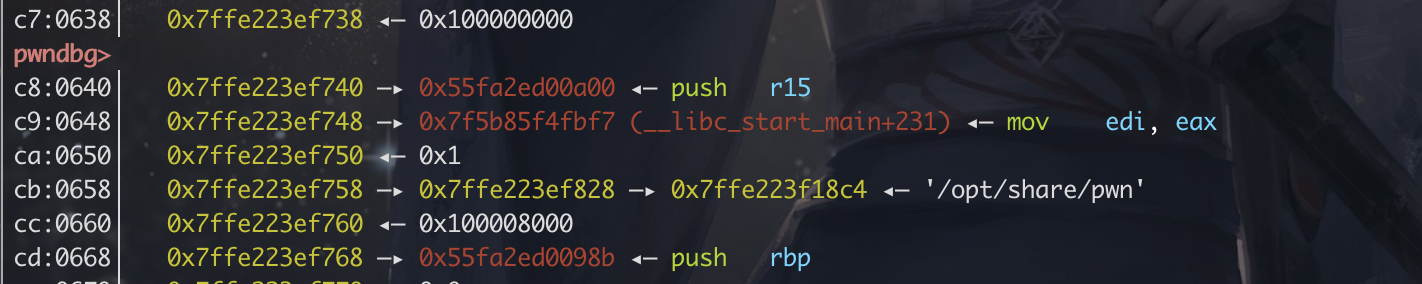 c7:0638│ 0x7ffe223ef738 ◂— 0x100000000
pwndbg>
c8:0640│ 0x7ffe223ef740 —▸ 0x55fa2ed00a00 ◂— push r15
c9:0648│ 0x7ffe223ef748 —▸ 0x7f5b85f4fbf7 (__libc_start_main+231) ◂— mov edi, eax
ca:0650│ 0x7ffe223ef750 ◂— 0x1
cb:0658│ 0x7ffe223ef758 —▸ 0x7ffe223ef828 —▸ 0x7ffe223f18c4 ◂— '/opt/share/pwn'
cc:0660│ 0x7ffe223ef760 ◂— 0x100008000
cd:0668│ 0x7ffe223ef768 —▸ 0x55fa2ed0098b ◂— push rbp